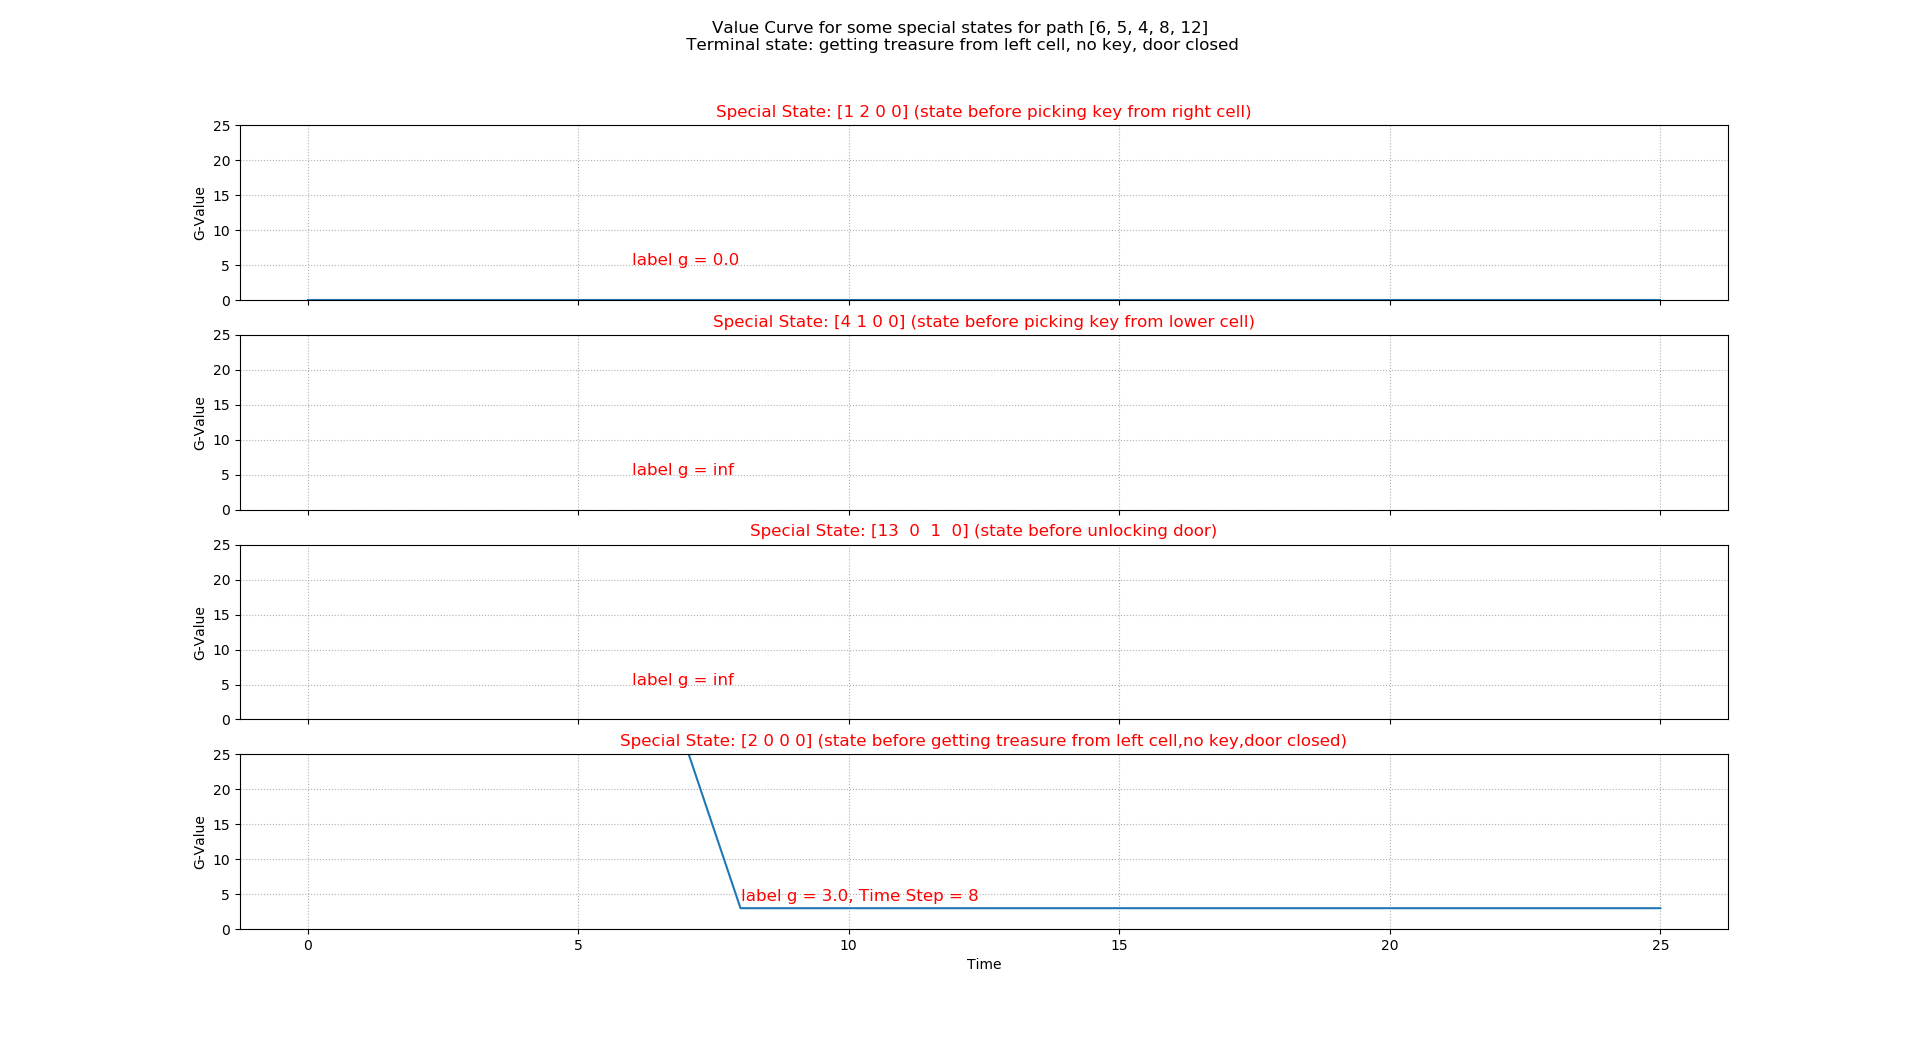 Value Curve for some special states for path [6, 5, 4, 8, 12]
Terminal state: getting treasure from left cell, no key, door closed
Special State: [1 2 0 0] (state before picking key from right cell)
25
20
15
10
5
0
G-Value
label g = 0.0
Special State: [4 1 0 0] (state before picking key from lower cell)
25
20
15
10
5
0
G-Value
label g = inf
Special State: [13  0  1  0] (state before unlocking door)
25
20
15
10
5
0
G-Value
label g = inf
Special State: [2 0 0 0] (state before getting treasure from left cell,no key,door closed)
25
20
15
10
5
0
G-Value
label g = 3.0, Time Step = 8
0 5 10 15 20 25
Time